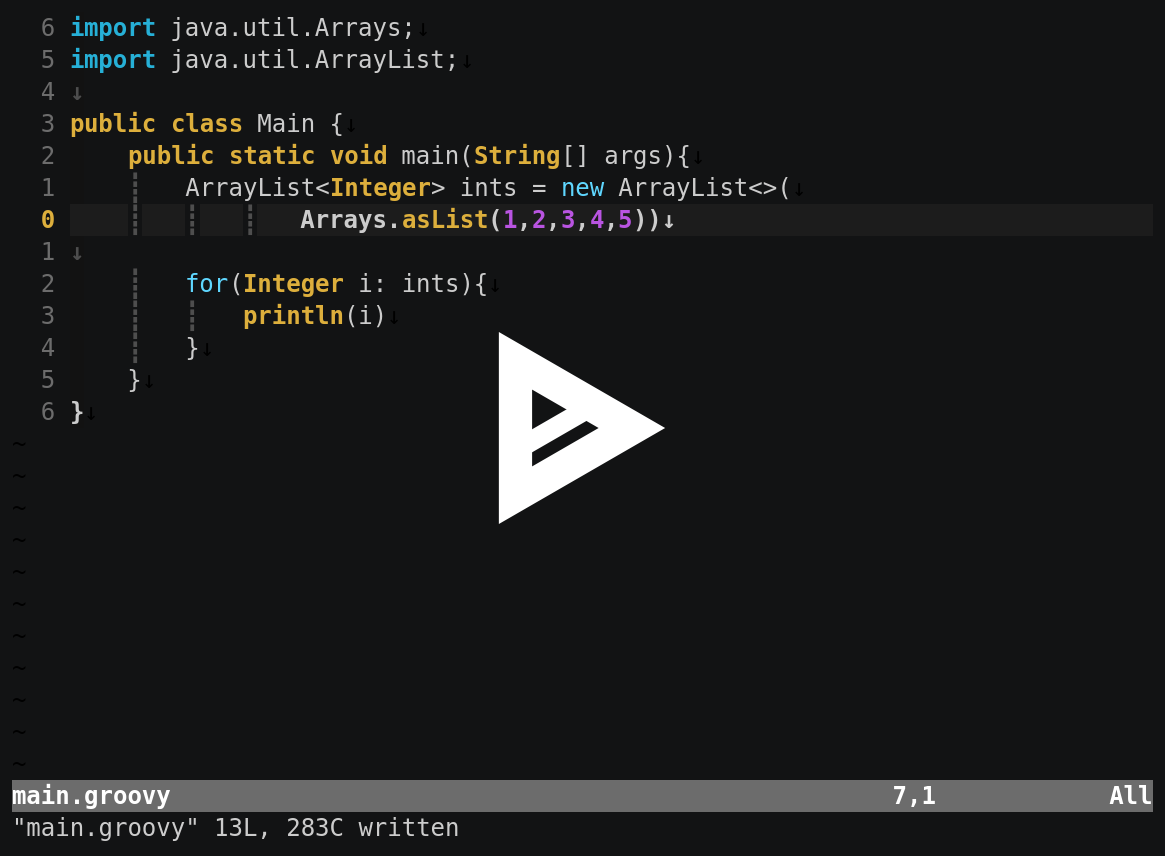 6 import java.util.Arrays;↓
5 import java.util.ArrayList;↓
4 ↓
3 public class Main {↓
2     public static void main(String[] args){↓
1     ┊   ArrayList<Integer> ints = new ArrayList<>(↓
0     ┊   ┊   ┊   Arrays.asList(1,2,3,4,5))↓
1 ↓
2     ┊   for(Integer i: ints){↓
3     ┊   ┊   println(i)↓
4     ┊   }↓
5     }↓
6 }↓
~
~
~
~
~
~
~
~
~
~
~
main.groovy 7,1 All
"main.groovy" 13L, 283C written